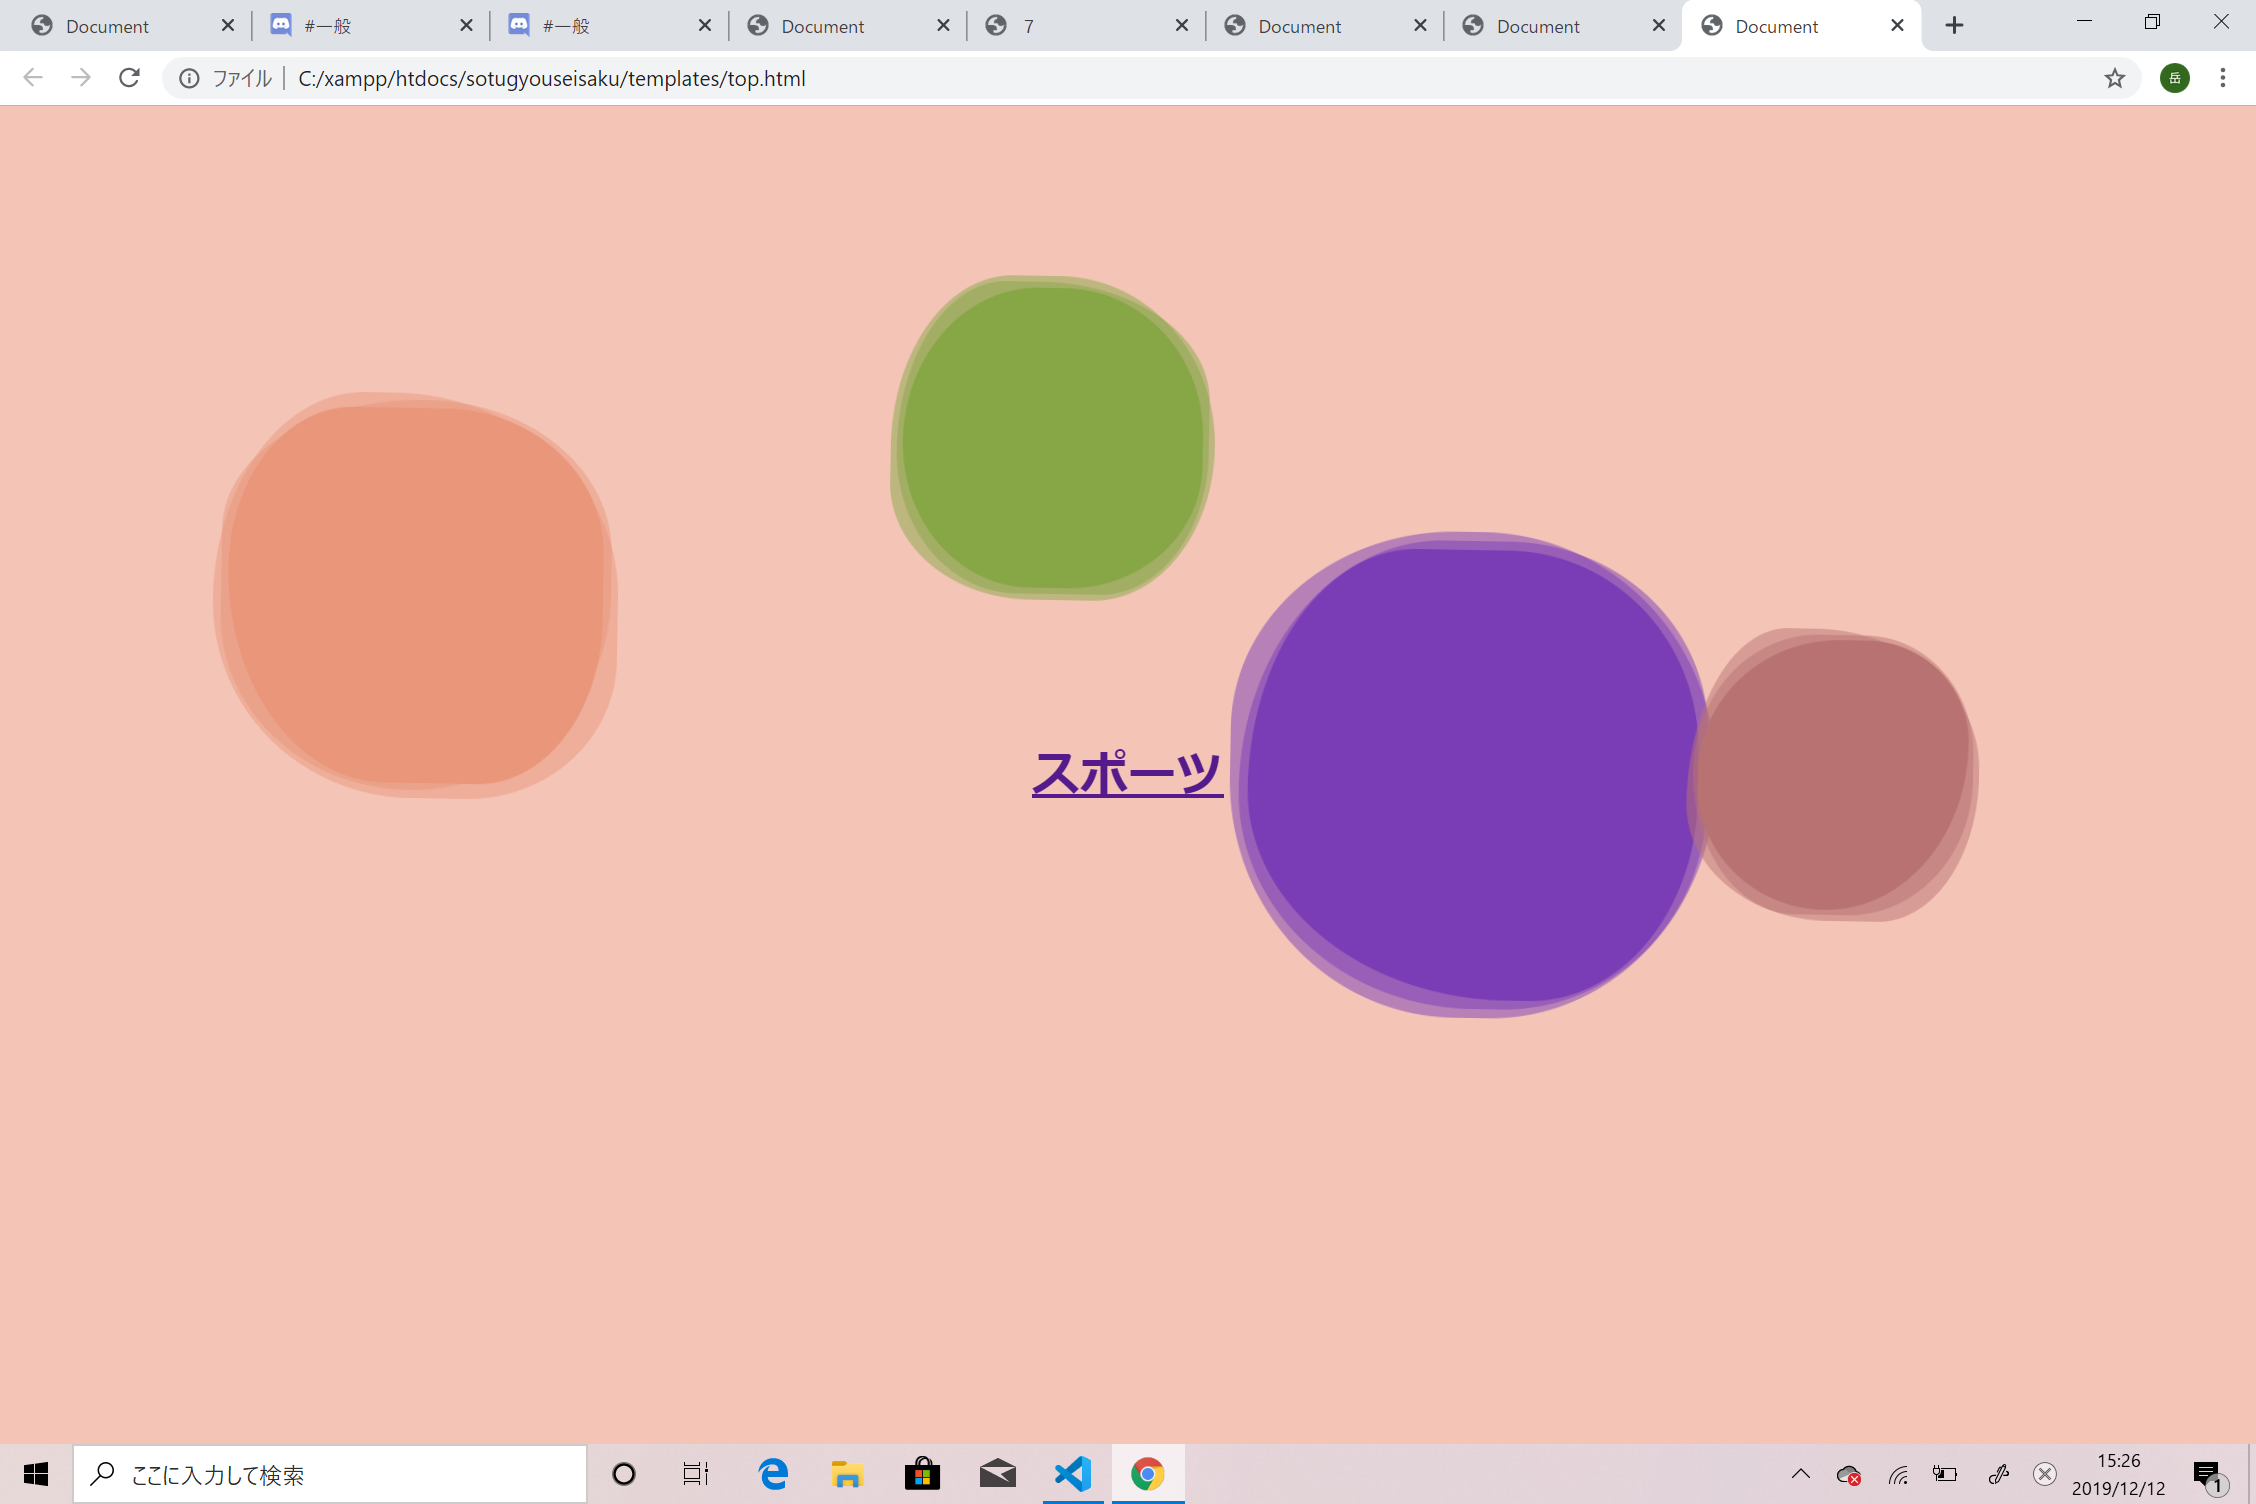 Document
#一般
#一般
Document
7
Document
Document
Document
ファイル
C:/xampp/htdocs/sotugyouseisaku/templates/top.html
岳
スポーツ
ここに入力して検索
15:26
2019/12/12
1